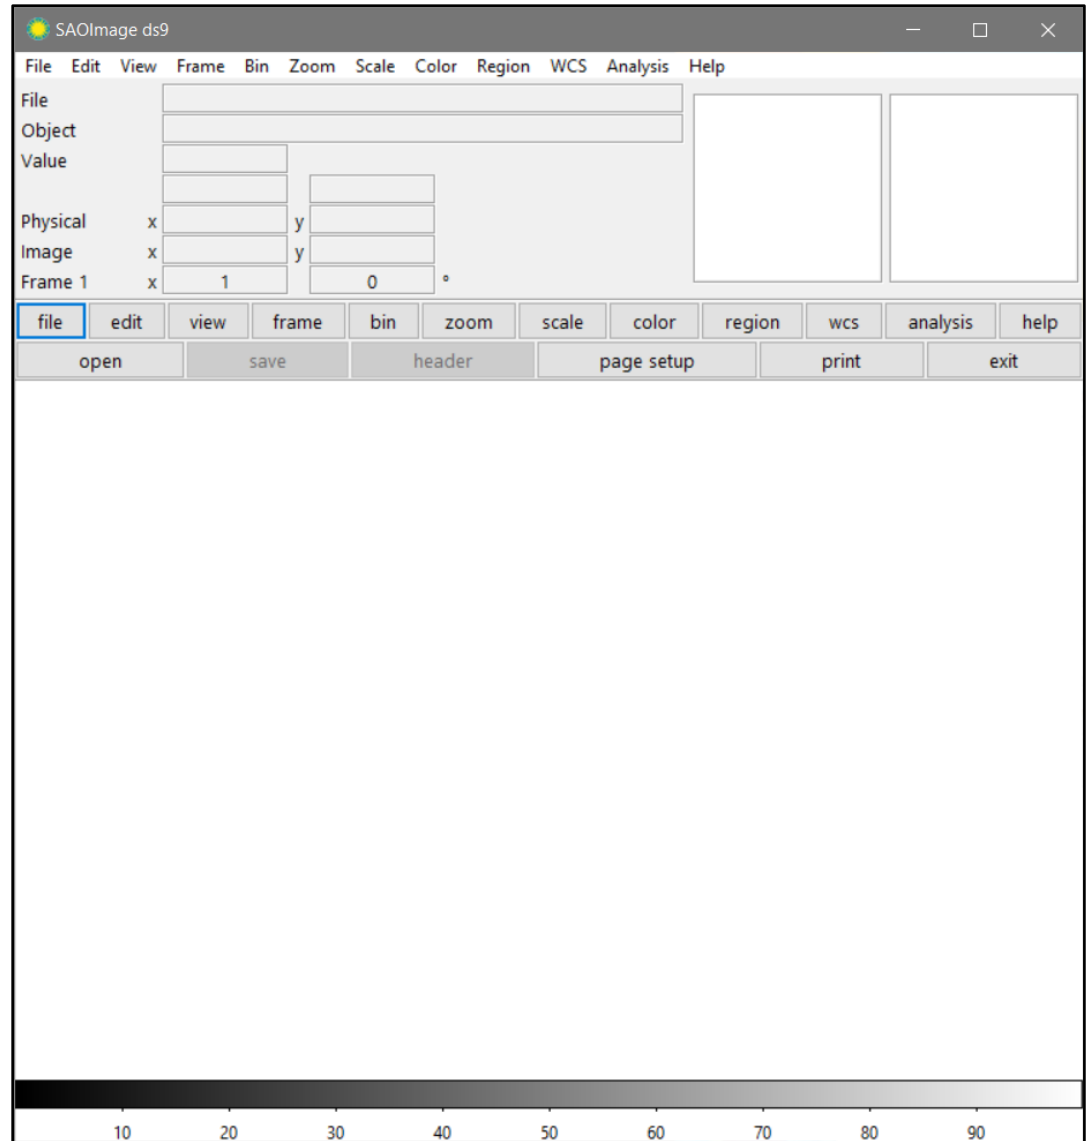 SAOImage ds9
File Edit View Frame Bin Zoom Scale Color Region WCS Analysis Help
File
Object
Value
Physical x y
Image x y
Frame 1 x 1 0 °
file edit view frame bin zoom scale color region wcs analysis help
open save header page setup print exit
10 20 30 40 50 60 70 80 90